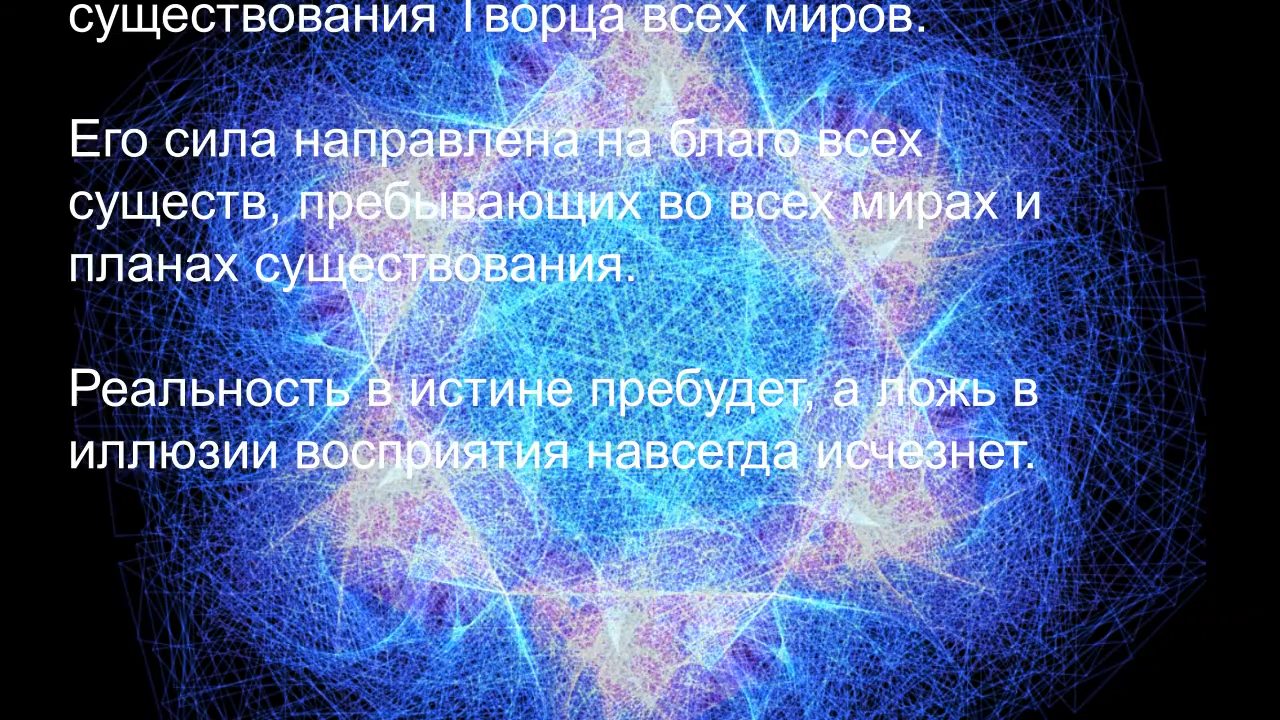 существования Творца всех миров.
Его сила направлена на благо всех
существ, пребывающих во всех мирах и
планах существования.
Реальность в истине пребудет, а ложь в
иллюзии восприятия навсегда исчезнет.